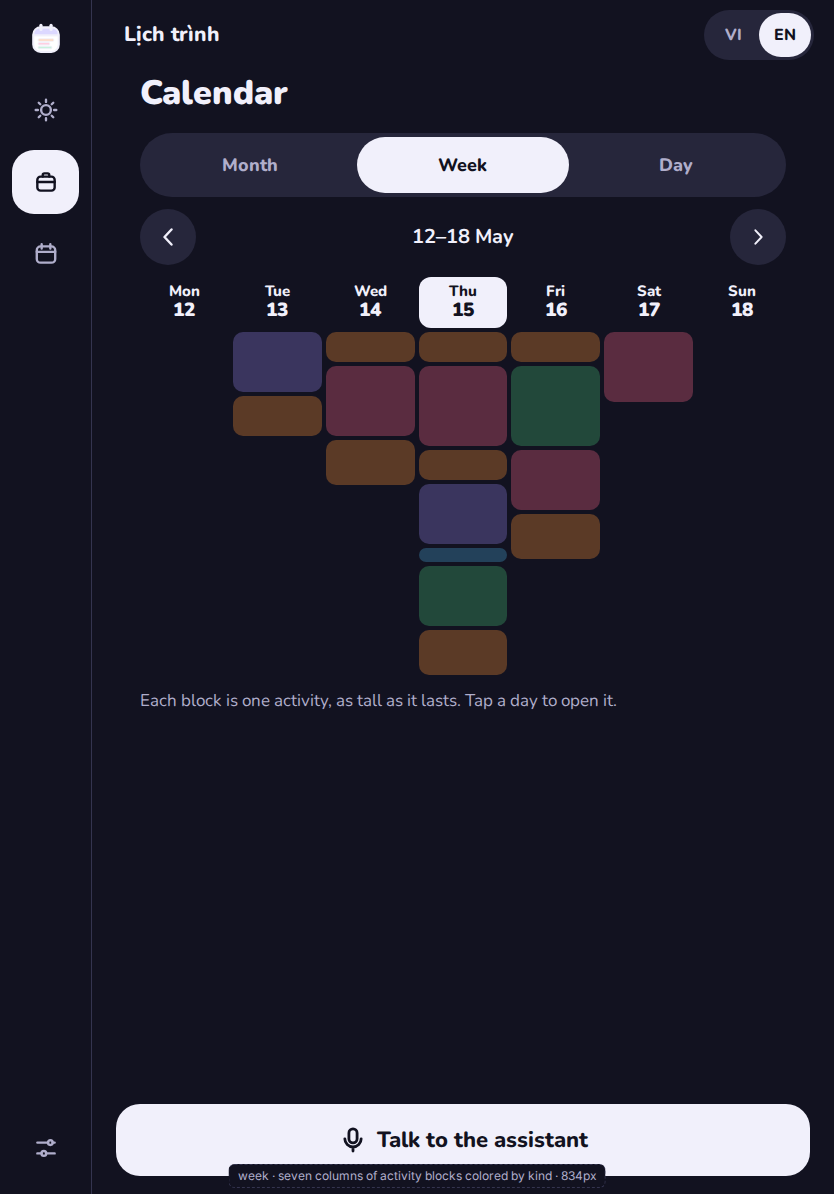 Lịch trình
VI EN
Calendar
Month Week Day
12–18 May
Mon Tue Wed Thu Fri Sat Sun
12 13 14 15 16 17 18
Each block is one activity, as tall as it lasts. Tap a day to open it.
Talk to the assistant
week · seven columns of activity blocks colored by kind · 834px